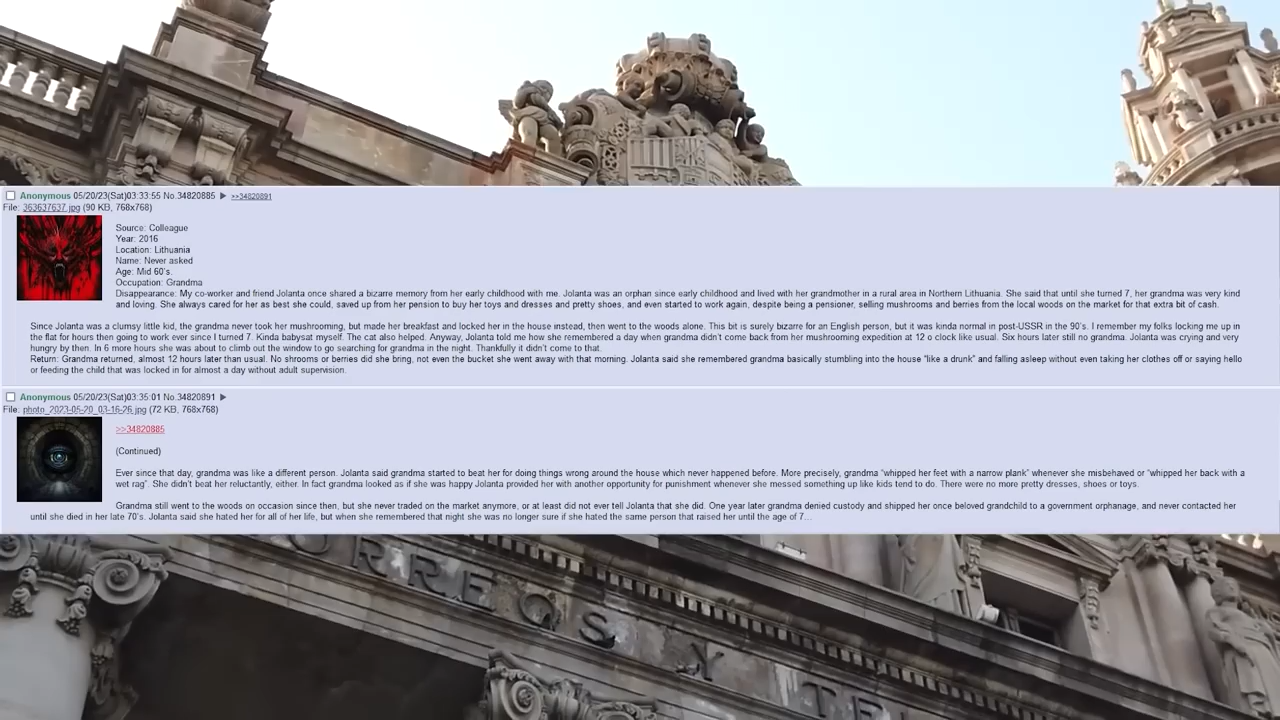 Anonymous 05/20/23(Sat)03:33:55 No.34820885 ▶ >>34820891
File: 363637637.jpg (90 KB, 768x768)
Source: Colleague
Year: 2016
Location: Lithuania
Name: Never asked
Age: Mid 60's.
Occupation: Grandma
Disappearance: My co-worker and friend Jolanta once shared a bizarre memory from her early childhood with me. Jolanta was an orphan since early childhood and lived with her grandmother in a rural area in Northern Lithuania. She said that until she turned 7, her grandma was very kind
and loving. She always cared for her as best she could, saved up from her pension to buy her toys and dresses and pretty shoes, and even started to work again, despite being a pensioner, selling mushrooms and berries from the local woods on the market for that extra bit of cash.
Since Jolanta was a clumsy little kid, the grandma never took her mushrooming, but made her breakfast and locked her in the house instead, then went to the woods alone. This bit is surely bizarre for an English person, but it was kinda normal in post-USSR in the 90's. I remember my folks locking me up in
the flat for hours then going to work ever since I turned 7. Kinda babysat myself. The cat also helped. Anyway, Jolanta told me how she remembered a day when grandma didn't come back from her mushrooming expedition at 12 o clock like usual. Six hours later still no grandma. Jolanta was crying and very
hungry by then. In 6 more hours she was about to climb out the window to go searching for grandma in the night. Thankfully it didn't come to that.
Return: Grandma returned, almost 12 hours later than usual. No shrooms or berries did she bring, not even the bucket she went away with that morning. Jolanta said she remembered grandma basically stumbling into the house "like a drunk" and falling asleep without even taking her clothes off or saying hello
or feeding the child that was locked in for almost a day without adult supervision.
Anonymous 05/20/23(Sat)03:35:01 No.34820891 ▶
File: photo_2023-05-20_03-16-26.jpg (72 KB, 768x768)
>>34820885
(Continued)
Ever since that day, grandma was like a different person. Jolanta said grandma started to beat her for doing things wrong around the house which never happened before. More precisely, grandma "whipped her feet with a narrow plank" whenever she misbehaved or "whipped her back with a
wet rag". She didn't beat her reluctantly, either. In fact grandma looked as if she was happy Jolanta provided her with another opportunity for punishment whenever she messed something up like kids tend to do. There were no more pretty dresses, shoes or toys.
Grandma still went to the woods on occasion since then, but she never traded on the market anymore, or at least did not ever tell Jolanta that she did. One year later grandma denied custody and shipped her once beloved grandchild to a government orphanage, and never contacted her
until she died in her late 70's. Jolanta said she hated her for all of her life, but when she remembered that night she was no longer sure if she hated the same person that raised her until the age of 7...
ORREOS Y TEL